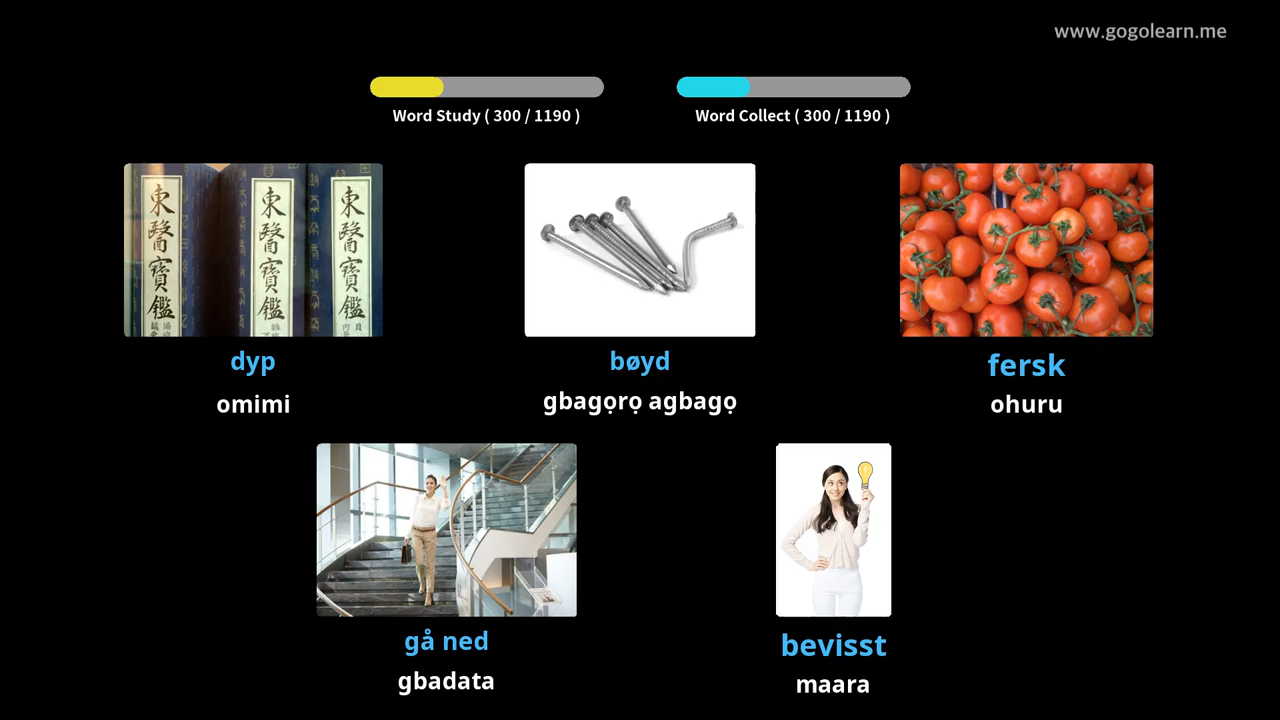 www.gogolearn.me
Word Study ( 300 / 1190 )
Word Collect ( 300 / 1190 )
東醫寶鑑
東醫寶鑑
東醫寶鑑
dyp
omimi
bøyd
gbagọrọ agbagọ
fersk
ohuru
gå ned
gbadata
bevisst
maara